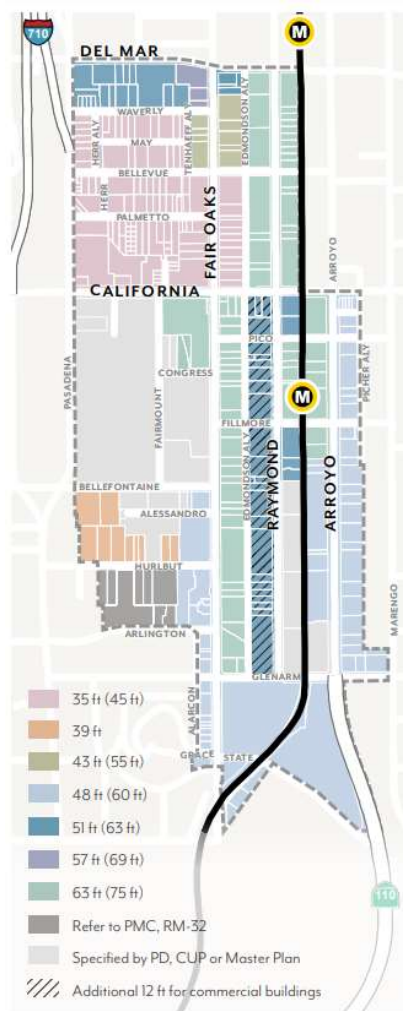 710
DEL MAR
M
WAVERLY
HERR ALY
MAY
TENHAEFF ALY
EDMONDSON ALY
BELLEVUE
HERR
PALMETTO
FAIR OAKS
ARROYO
CALIFORNIA
PICO
PASADENA
CONGRESS
FAIRMOUNT
M
PICHER ALY
FILLMORE
RAYMOND
ARROYO
EDMONDSON ALY
BELLEFONTAINE
ALESSANDRO
HURLBUT
ARLINGTON
MARENGO
GLENARM
ALARCON
GRACE
STATE
35 ft (45 ft)
39 ft
43 ft (55 ft)
48 ft (60 ft)
51 ft (63 ft)
57 ft (69 ft)
63 ft (75 ft)
110
Refer to PMC, RM-32
Specified by PD, CUP or Master Plan
Additional 12 ft for commercial buildings